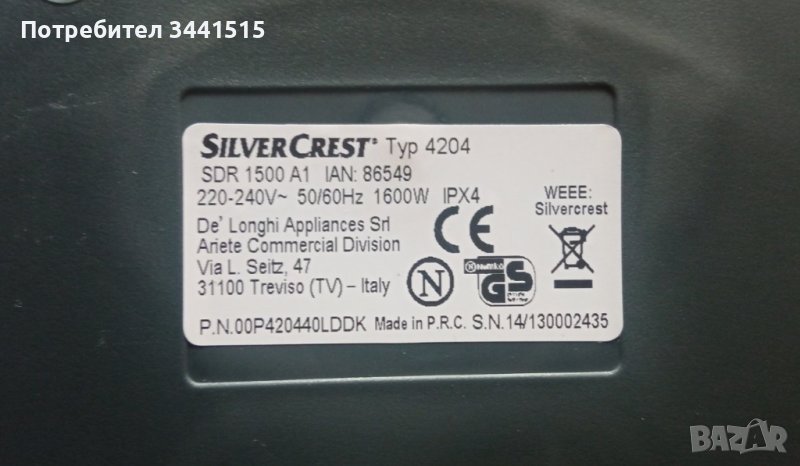 Потребител 3441515
SILVERCREST® Typ 4204
SDR 1500 A1 IAN: 86549
220-240V~ 50/60Hz 1600W IPX4
De' Longhi Appliances Srl
Ariete Commercial Division
Via L. Seitz, 47
31100 Treviso (TV) – Italy
CE
N
GS
WEEE:
Silvercrest
P.N.00P420440LDDK Made in P.R.C. S.N.14/130002435
BAZAR